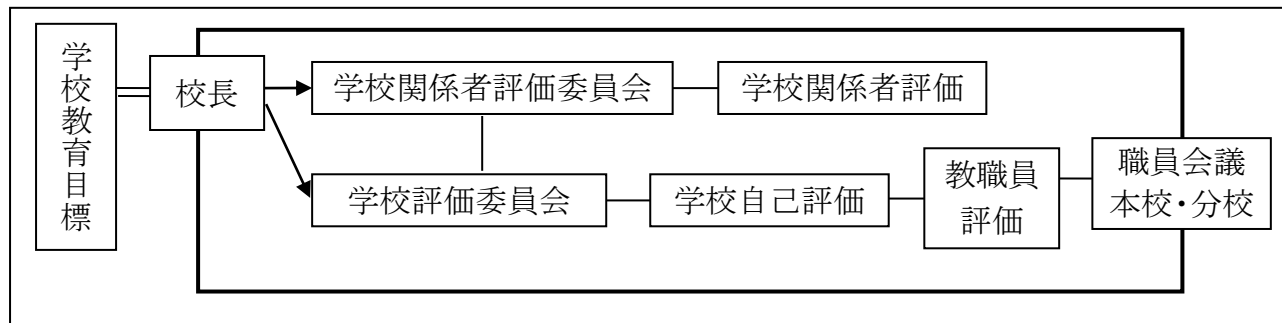 学校教育目標
校長
学校関係者評価委員会
学校関係者評価
学校評価委員会
学校自己評価
教職員
評価
職員会議
本校・分校